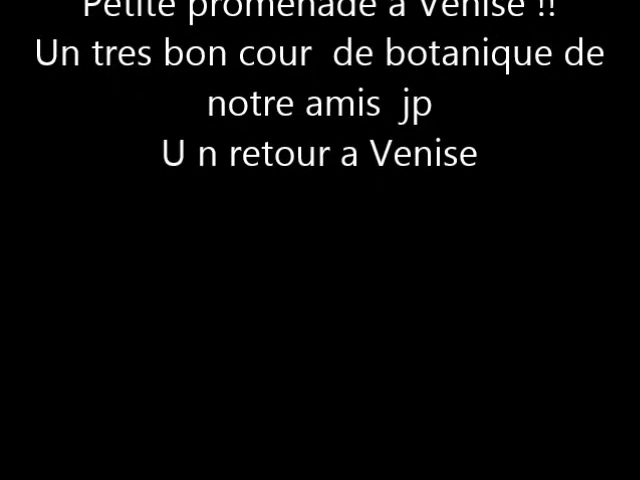 Petite promenade a Venise !!
Un tres bon cour  de botanique de
notre amis  jp
U n retour a Venise